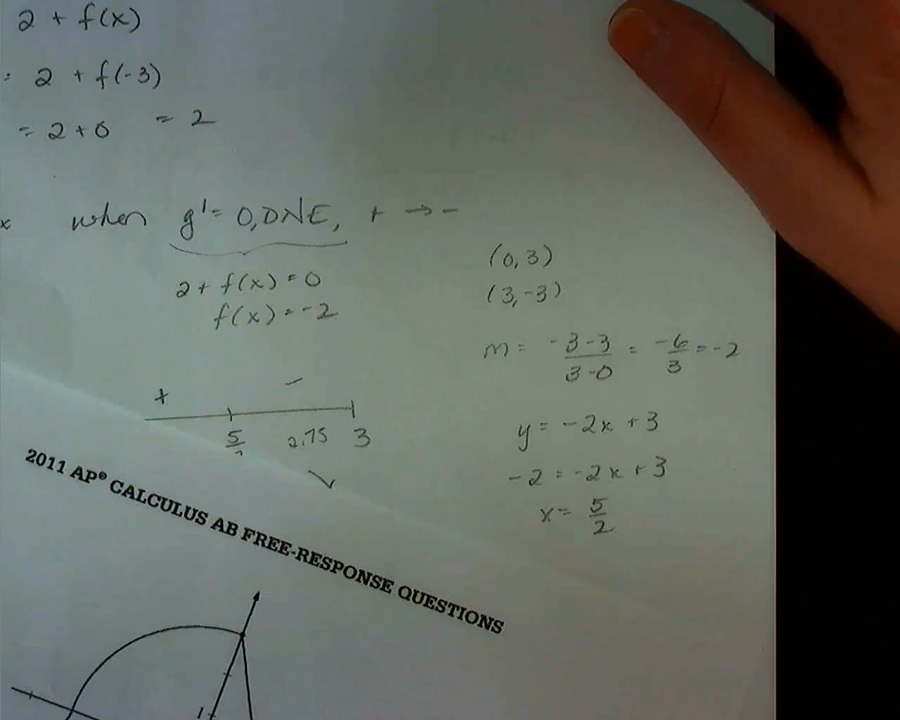 2 + f(x)
= 2 + f(-3)
= 2 + 0 = 2
x when g' = 0, DNE, + → -
2 + f(x) = 0
f(x) = -2
(0, 3)
(3, -3)
m = -3-3/3-0 = -6/3 = -2
y = -2x + 3
-2 = -2x + 3
x = 5/2
+ -
5/2 2.75 3
2011 AP® CALCULUS AB FREE-RESPONSE QUESTIONS
1